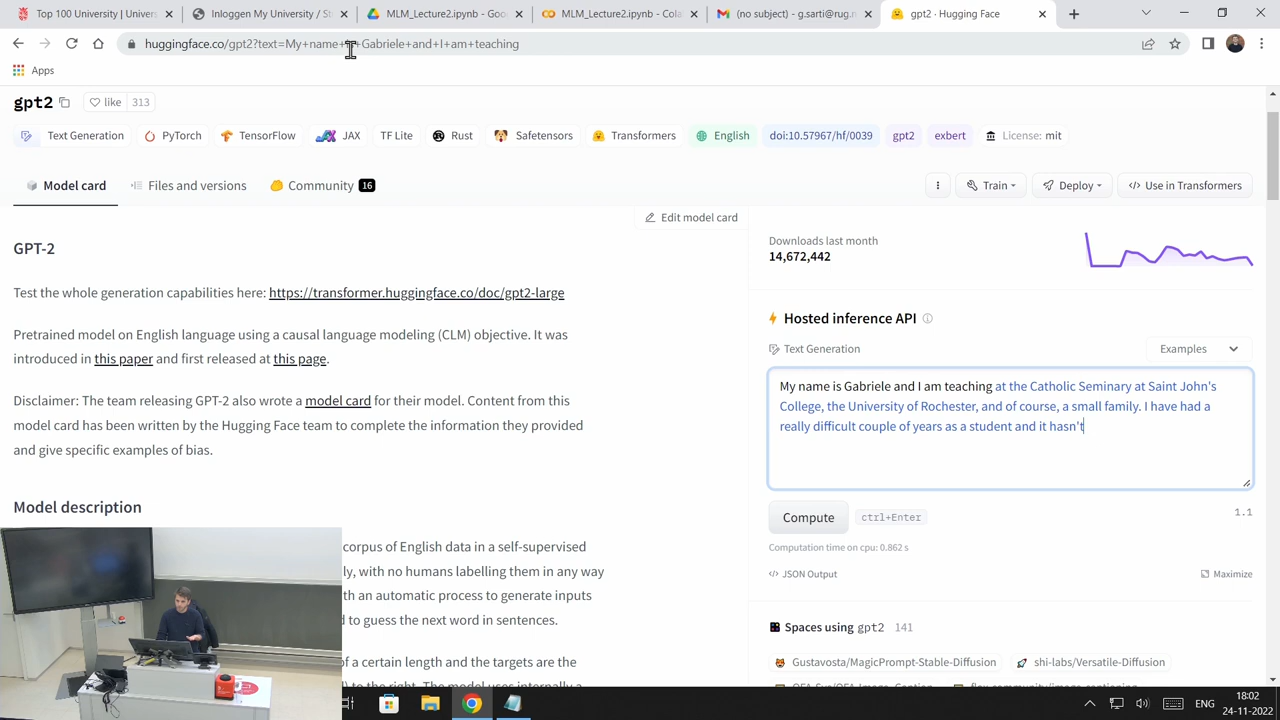 Top 100 University | Univers
Inloggen My University / St
MLM_Lecture2.ipynb - Goo
MLM_Lecture2.ipynb - Cola
(no subject) - g.sarti@rug.n
gpt2 · Hugging Face
huggingface.co/gpt2?text=My+name+ +Gabriele+and+I+am+teaching
Apps
gpt2 like 313
Text Generation PyTorch TensorFlow JAX TF Lite Rust Safetensors Transformers English doi:10.57967/hf/0039 gpt2 exbert License: mit
Model card Files and versions Community 16 Train Deploy </> Use in Transformers
Edit model card
GPT-2
Test the whole generation capabilities here: https://transformer.huggingface.co/doc/gpt2-large
Pretrained model on English language using a causal language modeling (CLM) objective. It was
introduced in this paper and first released at this page.
Disclaimer: The team releasing GPT-2 also wrote a model card for their model. Content from this
model card has been written by the Hugging Face team to complete the information they provided
and give specific examples of bias.
Model description
corpus of English data in a self-supervised
ly, with no humans labelling them in any way
th an automatic process to generate inputs
d to guess the next word in sentences.
of a certain length and the targets are the
Downloads last month
14,672,442
Hosted inference API
Text Generation Examples
My name is Gabriele and I am teaching at the Catholic Seminary at Saint John's
College, the University of Rochester, and of course, a small family. I have had a
really difficult couple of years as a student and it hasn't
Compute ctrl+Enter 1.1
Computation time on cpu: 0.862 s
</> JSON Output Maximize
Spaces using gpt2 141
Gustavosta/MagicPrompt-Stable-Diffusion shi-labs/Versatile-Diffusion
ENG
18:02
24-11-2022